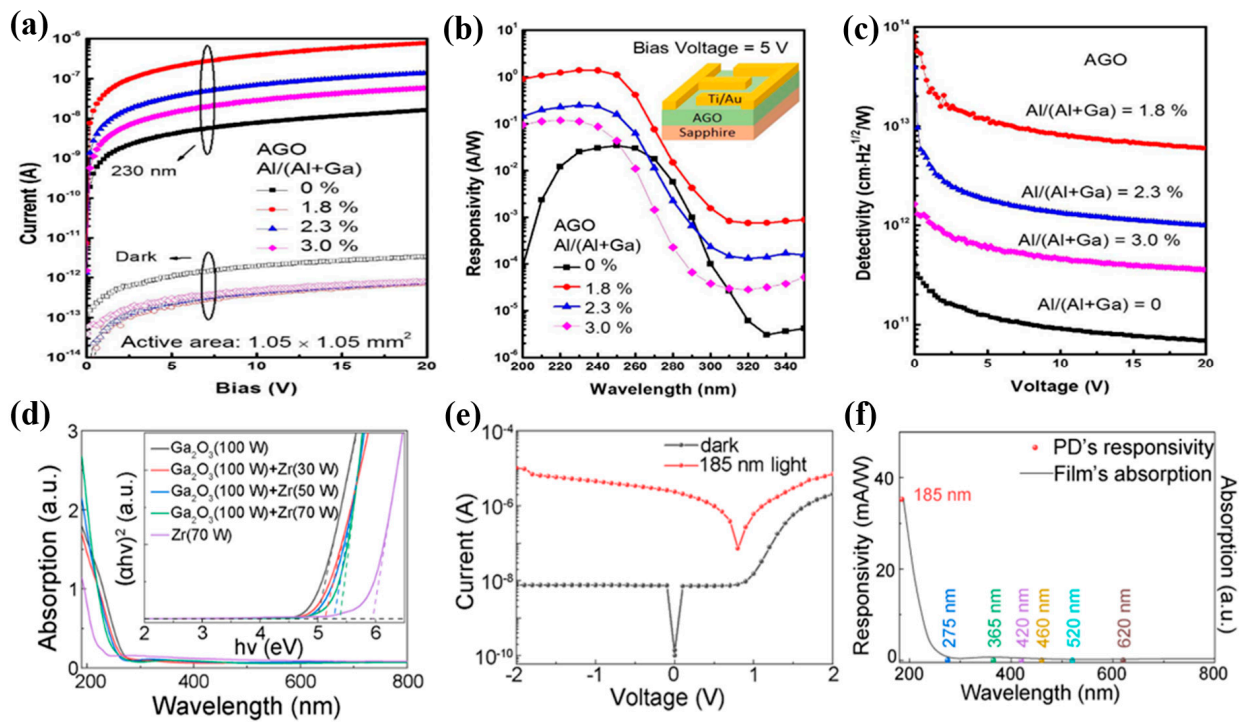 (a)
10⁻⁶
10⁻⁷
10⁻⁸
10⁻⁹
10⁻¹⁰
10⁻¹¹
10⁻¹²
10⁻¹³
10⁻¹⁴
Current (A)
230 nm
AGO
Al/(Al+Ga)
0 %
1.8 %
2.3 %
3.0 %
Dark
Active area: 1.05 × 1.05 mm²
0 5 10 15 20
Bias (V)
(b)
10¹
10⁰
10⁻¹
10⁻²
10⁻³
10⁻⁴
10⁻⁵
10⁻⁶
Responsivity (A/W)
Bias Voltage = 5 V
Ti/Au
AGO
Sapphire
AGO
Al/(Al+Ga)
0 %
1.8 %
2.3 %
3.0 %
200 220 240 260 280 300 320 340
Wavelength (nm)
(c)
10¹⁴
10¹³
10¹²
10¹¹
Detectivity (cm·Hz¹ᐟ²/W)
AGO
Al/(Al+Ga) = 1.8 %
Al/(Al+Ga) = 2.3 %
Al/(Al+Ga) = 3.0 %
Al/(Al+Ga) = 0
0 5 10 15 20
Voltage (V)
(d)
3
2
1
0
Absorption (a.u.)
Ga₂O₃(100 W)
Ga₂O₃(100 W)+Zr(30 W)
Ga₂O₃(100 W)+Zr(50 W)
Ga₂O₃(100 W)+Zr(70 W)
Zr(70 W)
(αhv)² (a.u.)
2 3 4 5 6
hv (eV)
200 300 400 500 600 700 800
Wavelength (nm)
(e)
10⁻⁴
10⁻⁶
10⁻⁸
10⁻¹⁰
Current (A)
dark
185 nm light
-2 -1 0 1 2
Voltage (V)
(f)
40
20
0
Responsivity (mA/W)
PD's responsivity
Film's absorption
185 nm
275 nm
365 nm
420 nm
460 nm
520 nm
620 nm
Absorption (a.u.)
200 400 600 800
Wavelength (nm)